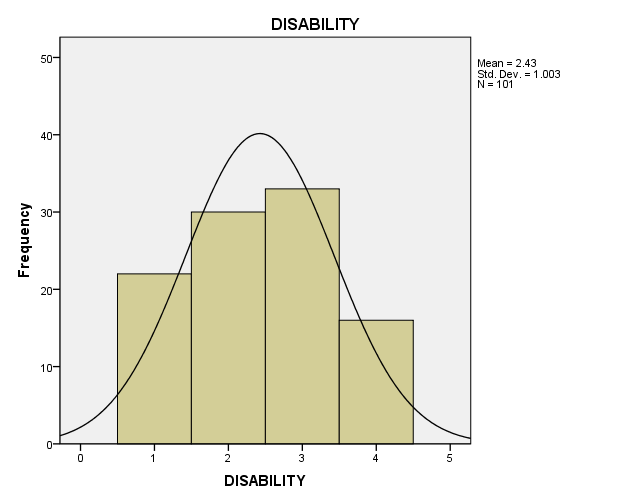 DISABILITY
Mean = 2.43
Std. Dev. = 1.003
N = 101
50
40
30
20
10
0
Frequency
0 1 2 3 4 5
DISABILITY